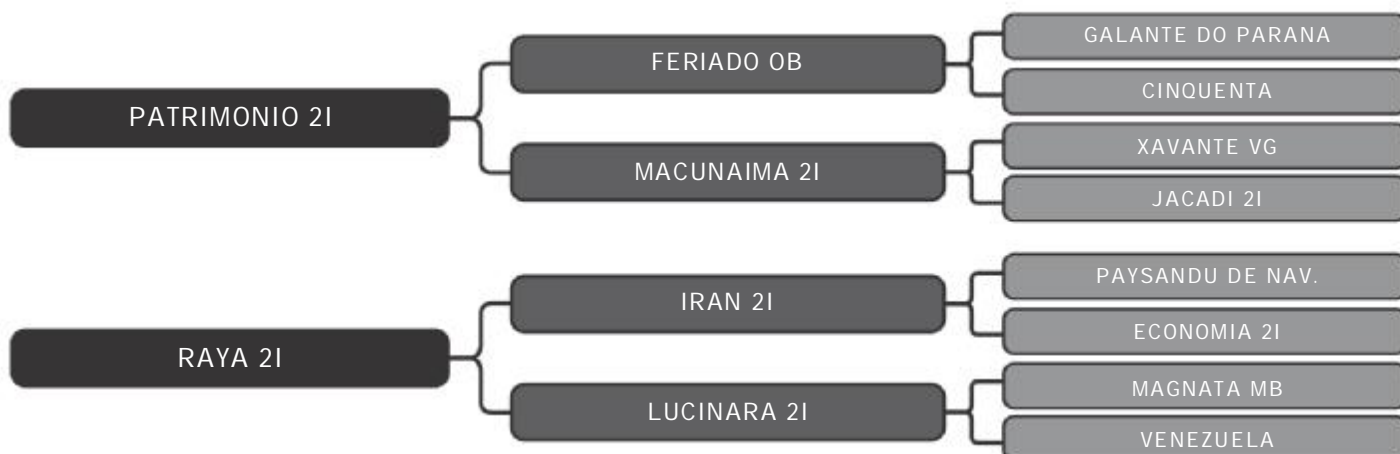 PATRIMONIO 2I
FERIADO OB
GALANTE DO PARANA
CINQUENTA
MACUNAIMA 2I
XAVANTE VG
JACADI 2I
RAYA 2I
IRAN 2I
PAYSANDU DE NAV.
ECONOMIA 2I
LUCINARA 2I
MAGNATA MB
VENEZUELA